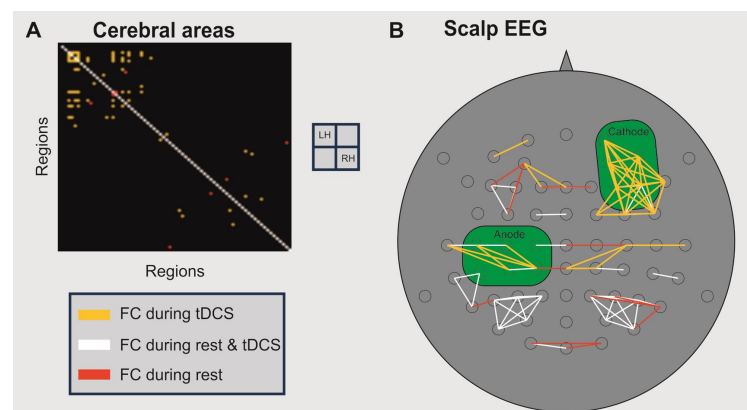 A Cerebral areas
B Scalp EEG
Regions
LH
RH
Regions
Cathode
Anode
FC during tDCS
FC during rest & tDCS
FC during rest